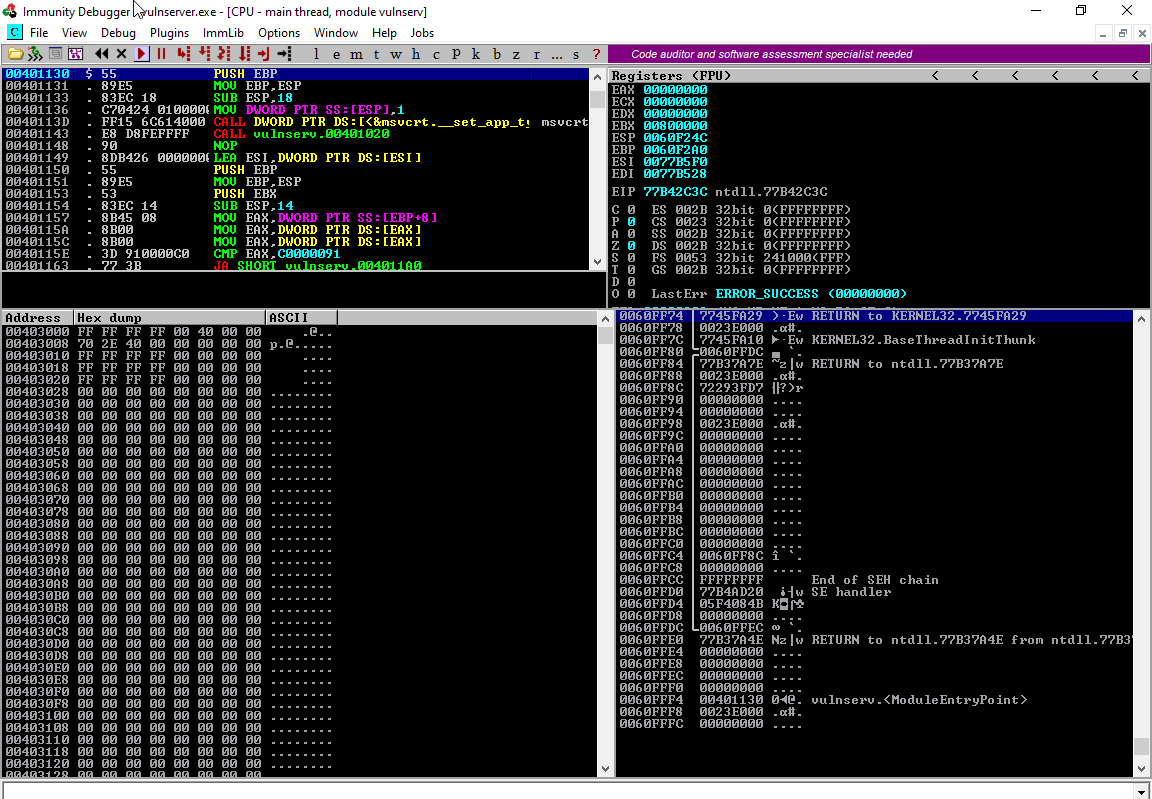 Immunity Debugger - vulnserver.exe - [CPU - main thread, module vulnserv]
C File View Debug Plugins ImmLib Options Window Help Jobs
l e m t w h c P k b z r ... s ?
Code auditor and software assessment specialist needed
00401130 $ 55 PUSH EBP
00401131 . 89E5 MOV EBP,ESP
00401133 . 83EC 18 SUB ESP,18
00401136 . C70424 0100000 MOV DWORD PTR SS:[ESP],1
0040113D . FF15 6C614000 CALL DWORD PTR DS:[<&msvcrt.__set_app_ty msvcrt
00401143 . E8 D8FEFFFF CALL vulnserv.00401020
00401148 . 90 NOP
00401149 . 8DB426 0000000 LEA ESI,DWORD PTR DS:[ESI]
00401150 . 55 PUSH EBP
00401151 . 89E5 MOV EBP,ESP
00401153 . 53 PUSH EBX
00401154 . 83EC 14 SUB ESP,14
00401157 . 8B45 08 MOV EAX,DWORD PTR SS:[EBP+8]
0040115A . 8B00 MOV EAX,DWORD PTR DS:[EAX]
0040115C . 8B00 MOV EAX,DWORD PTR DS:[EAX]
0040115E . 3D 910000C0 CMP EAX,C0000091
00401163 . 77 3B JA SHORT vulnserv.004011A0
Registers (FPU) < < < < < <
EAX 00000000
ECX 00000000
EDX 00000000
EBX 00800000
ESP 0060F24C
EBP 0060F2A0
ESI 0077B5F0
EDI 0077B528
EIP 77B42C3C ntdll.77B42C3C
C 0 ES 002B 32bit 0(FFFFFFFF)
P 0 CS 0023 32bit 0(FFFFFFFF)
A 0 SS 002B 32bit 0(FFFFFFFF)
Z 0 DS 002B 32bit 0(FFFFFFFF)
S 0 FS 0053 32bit 241000(FFF)
T 0 GS 002B 32bit 0(FFFFFFFF)
D 0
O 0 LastErr ERROR_SUCCESS (00000000)
Address Hex dump ASCII
00403000 FF FF FF FF 00 40 00 00 .@..
00403008 70 2E 40 00 00 00 00 00 p.@.....
00403010 FF FF FF FF 00 00 00 00 ....
00403018 FF FF FF FF 00 00 00 00 ....
00403020 FF FF FF FF 00 00 00 00 ....
00403028 00 00 00 00 00 00 00 00 ........
00403030 00 00 00 00 00 00 00 00 ........
00403038 00 00 00 00 00 00 00 00 ........
00403040 00 00 00 00 00 00 00 00 ........
00403048 00 00 00 00 00 00 00 00 ........
00403050 00 00 00 00 00 00 00 00 ........
00403058 00 00 00 00 00 00 00 00 ........
00403060 00 00 00 00 00 00 00 00 ........
00403068 00 00 00 00 00 00 00 00 ........
00403070 00 00 00 00 00 00 00 00 ........
00403078 00 00 00 00 00 00 00 00 ........
00403080 00 00 00 00 00 00 00 00 ........
00403088 00 00 00 00 00 00 00 00 ........
00403090 00 00 00 00 00 00 00 00 ........
00403098 00 00 00 00 00 00 00 00 ........
004030A0 00 00 00 00 00 00 00 00 ........
004030A8 00 00 00 00 00 00 00 00 ........
004030B0 00 00 00 00 00 00 00 00 ........
004030B8 00 00 00 00 00 00 00 00 ........
004030C0 00 00 00 00 00 00 00 00 ........
004030C8 00 00 00 00 00 00 00 00 ........
004030D0 00 00 00 00 00 00 00 00 ........
004030D8 00 00 00 00 00 00 00 00 ........
004030E0 00 00 00 00 00 00 00 00 ........
004030E8 00 00 00 00 00 00 00 00 ........
004030F0 00 00 00 00 00 00 00 00 ........
004030F8 00 00 00 00 00 00 00 00 ........
00403100 00 00 00 00 00 00 00 00 ........
00403108 00 00 00 00 00 00 00 00 ........
00403110 00 00 00 00 00 00 00 00 ........
00403118 00 00 00 00 00 00 00 00 ........
00403120 00 00 00 00 00 00 00 00 ........
00403128 00 00 00 00 00 00 00 00 ........
0060FF74 7745FA29 )·Ew RETURN to KERNEL32.7745FA29
0060FF78 0023E000 .α#.
0060FF7C 7745FA10 ►·Ew KERNEL32.BaseThreadInitThunk
0060FF80 0060FFDC ▄ `.
0060FF84 77B37A7E ~z|w RETURN to ntdll.77B37A7E
0060FF88 0023E000 .α#.
0060FF8C 72293FD7 ╫?)r
0060FF90 00000000 ....
0060FF94 00000000 ....
0060FF98 0023E000 .α#.
0060FF9C 00000000 ....
0060FFA0 00000000 ....
0060FFA4 00000000 ....
0060FFA8 00000000 ....
0060FFAC 00000000 ....
0060FFB0 00000000 ....
0060FFB4 00000000 ....
0060FFB8 00000000 ....
0060FFBC 00000000 ....
0060FFC0 00000000 ....
0060FFC4 0060FF8C î `.
0060FFC8 00000000 ....
0060FFCC FFFFFFFF End of SEH chain
0060FFD0 77B4AD20 ¡┤w SE handler
0060FFD4 05F4084B K◘⌠♣
0060FFD8 00000000 ....
0060FFDC 0060FFEC ∞ `.
0060FFE0 77B37A4E Nz|w RETURN to ntdll.77B37A4E from ntdll.77B3
0060FFE4 00000000 ....
0060FFE8 00000000 ....
0060FFEC 00000000 ....
0060FFF0 00000000 ....
0060FFF4 00401130 0◄@. vulnserv.<ModuleEntryPoint>
0060FFF8 0023E000 .α#.
0060FFFC 00000000 ....